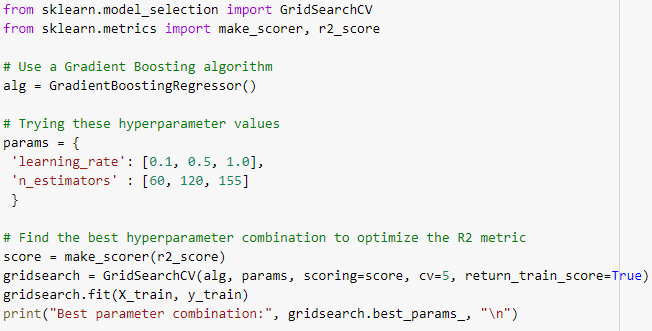 from sklearn.model_selection import GridSearchCV
from sklearn.metrics import make_scorer, r2_score
# Use a Gradient Boosting algorithm
alg = GradientBoostingRegressor()
# Trying these hyperparameter values
params = {
 'learning_rate': [0.1, 0.5, 1.0],
 'n_estimators' : [60, 120, 155]
 }
# Find the best hyperparameter combination to optimize the R2 metric
score = make_scorer(r2_score)
gridsearch = GridSearchCV(alg, params, scoring=score, cv=5, return_train_score=True)
gridsearch.fit(X_train, y_train)
print("Best parameter combination:", gridsearch.best_params_, "\n")